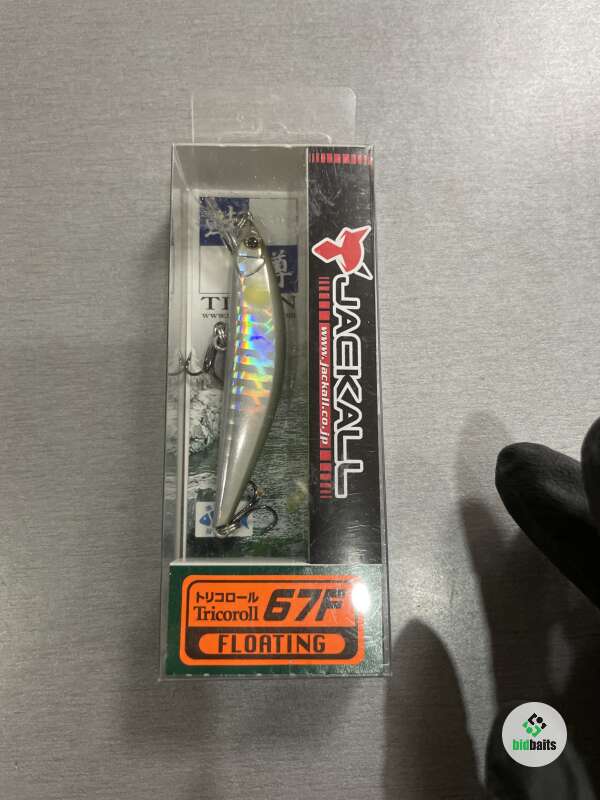 JACKALL
www.jackall.co.jp
トリコロール
Tricoroll 67F
FLOATING
bidbaits